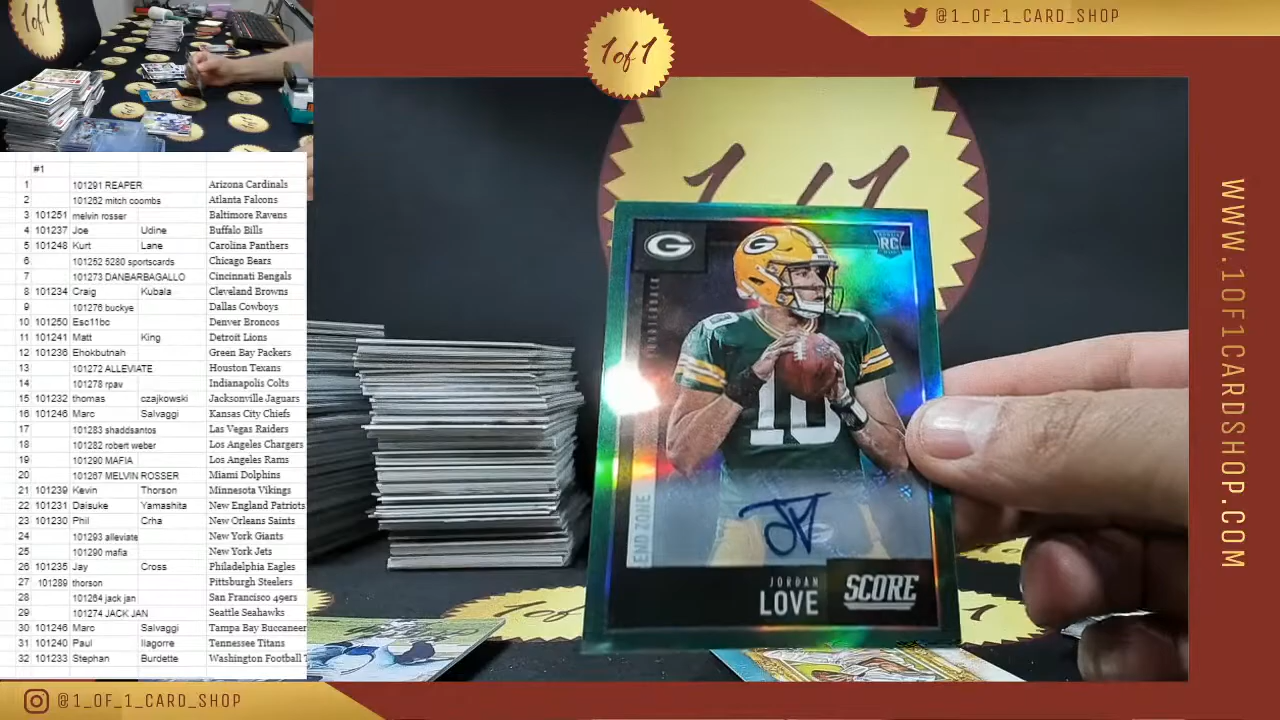 1of1
@1_OF_1_CARD_SHOP
1of1
#1
1 101291 REAPER Arizona Cardinals
2 101262 mitch coombs Atlanta Falcons
3 101251 melvin rosser Baltimore Ravens
4 101237 Joe Udine Buffalo Bills
5 101248 Kurt Lane Carolina Panthers
6 101252 5280 sportscards Chicago Bears
7 101273 DANBARBAGALLO Cincinnati Bengals
8 101234 Craig Kubala Cleveland Browns
9 101276 buckye Dallas Cowboys
10 101250 Esc11bc Denver Broncos
11 101241 Matt King Detroit Lions
12 101236 Ehokbutnah Green Bay Packers
13 101272 ALLEVIATE Houston Texans
14 101278 rpav Indianapolis Colts
15 101232 thomas czajkowski Jacksonville Jaguars
16 101246 Marc Salvaggi Kansas City Chiefs
17 101283 shaddsantos Las Vegas Raiders
18 101282 robert weber Los Angeles Chargers
19 101290 MAFIA Los Angeles Rams
20 101267 MELVIN ROSSER Miami Dolphins
21 101239 Kevin Thorson Minnesota Vikings
22 101231 Daisuke Yamashita New England Patriots
23 101230 Phil Crha New Orleans Saints
24 101293 alleviate New York Giants
25 101290 mafia New York Jets
26 101235 Jay Cross Philadelphia Eagles
27 101289 thorson Pittsburgh Steelers
28 101264 jack jan San Francisco 49ers
29 101274 JACK JAN Seattle Seahawks
30 101246 Marc Salvaggi Tampa Bay Buccaneer
31 101240 Paul Ilagorre Tennessee Titans
32 101233 Stephan Burdette Washington Football T
1/1
G
RC
QUARTERBACK
G
10
10
END ZONE
JORDAN
LOVE
SCORE
WWW.1OF1CARDSHOP.COM
@1_OF_1_CARD_SHOP